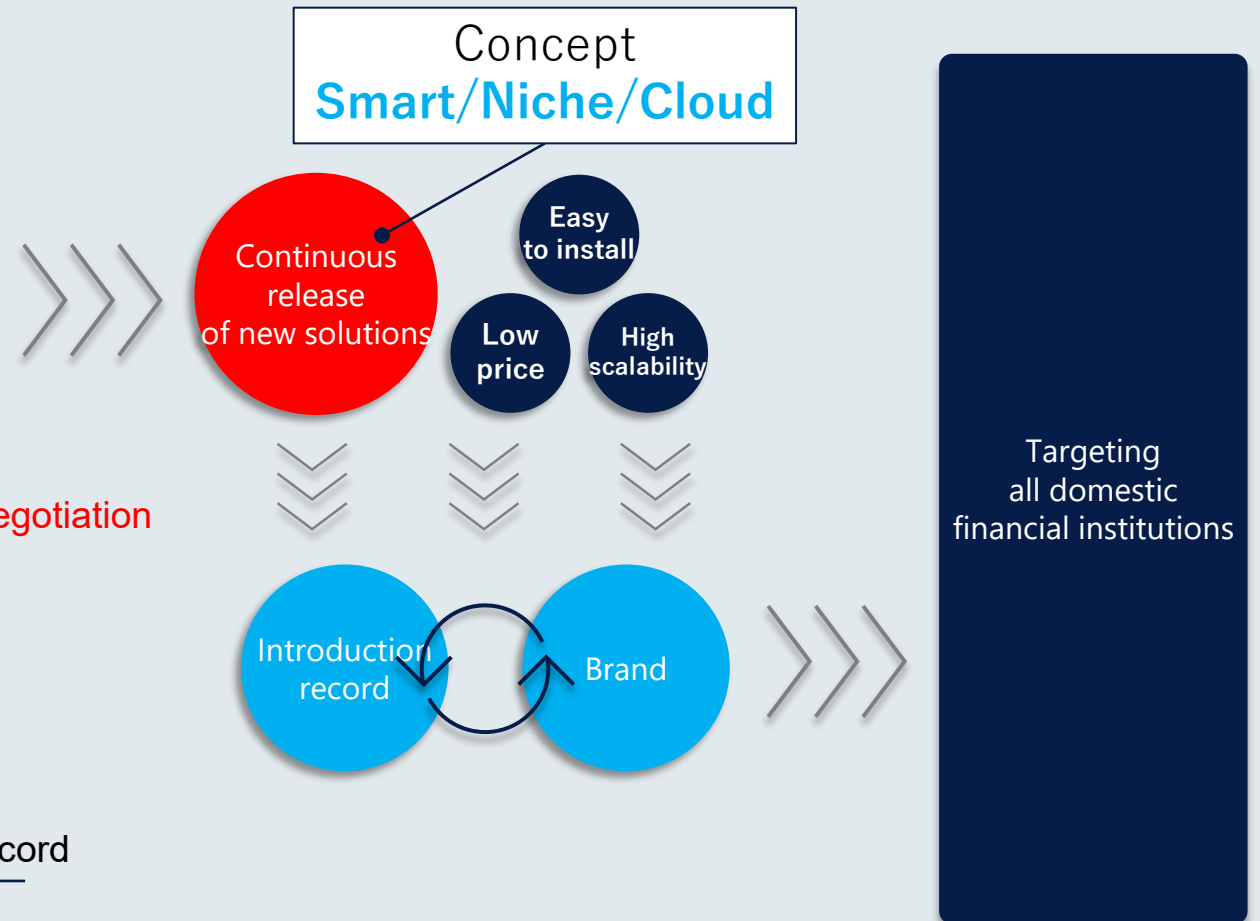 Concept
Smart/Niche/Cloud
Continuous
release
of new solutions
Easy
to install
Low
price
High
scalability
Targeting
all domestic
financial institutions
egotiation
Introduction
record
Brand
cord